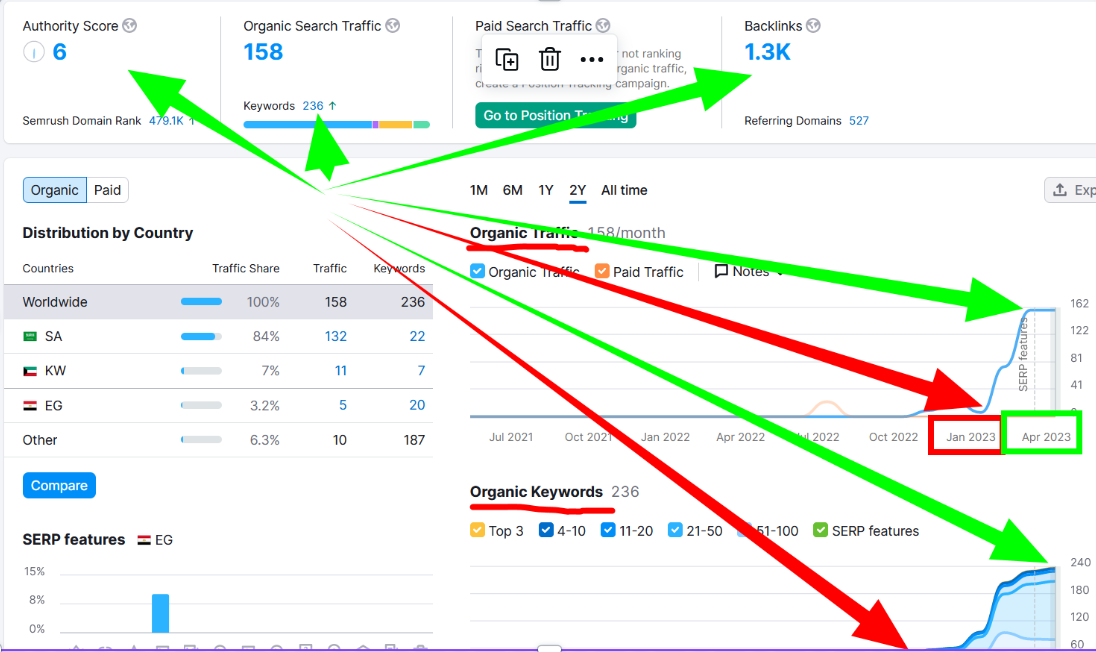 Authority Score
Organic Search Traffic
Paid Search Traffic
Backlinks
6
158
1.3K
not ranking
organic traffic,
create a Position Tracking campaign.
Keywords 236 ↑
Semrush Domain Rank 479.1K ↑
Go to Position Tracking
Referring Domains 527
Organic Paid
1M 6M 1Y 2Y All time
Exp
Distribution by Country
Organic Traffic 158/month
Countries Traffic Share Traffic Keywords
Organic Traffic Paid Traffic Notes
Worldwide 100% 158 236
SA 84% 132 22
KW 7% 11 7
EG 3.2% 5 20
Other 6.3% 10 187
162
122
81
41
0
SERP features
Jul 2021 Oct 2021 Jan 2022 Apr 2022 Jul 2022 Oct 2022 Jan 2023 Apr 2023
Compare
Organic Keywords 236
Top 3 4-10 11-20 21-50 51-100 SERP features
SERP features EG
15%
8%
0%
240
180
120
60